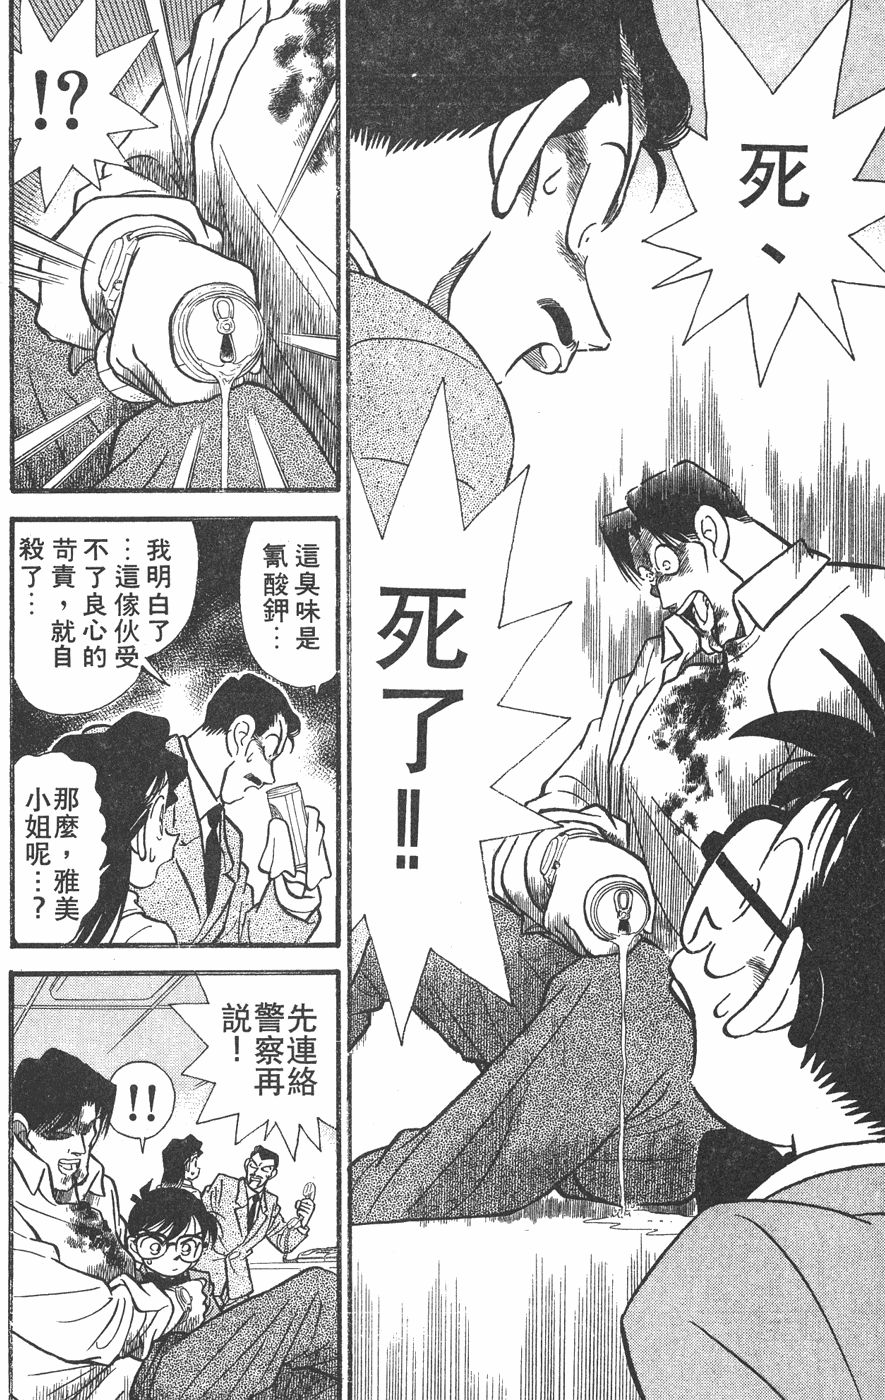 死、
死了!!
!?
這臭味是
氰酸鉀…
我明白了
…這傢伙受
不了良心的
苛責，就自
殺了…
那麼，雅美
小姐呢…?
先連絡
警察再
説!
!!